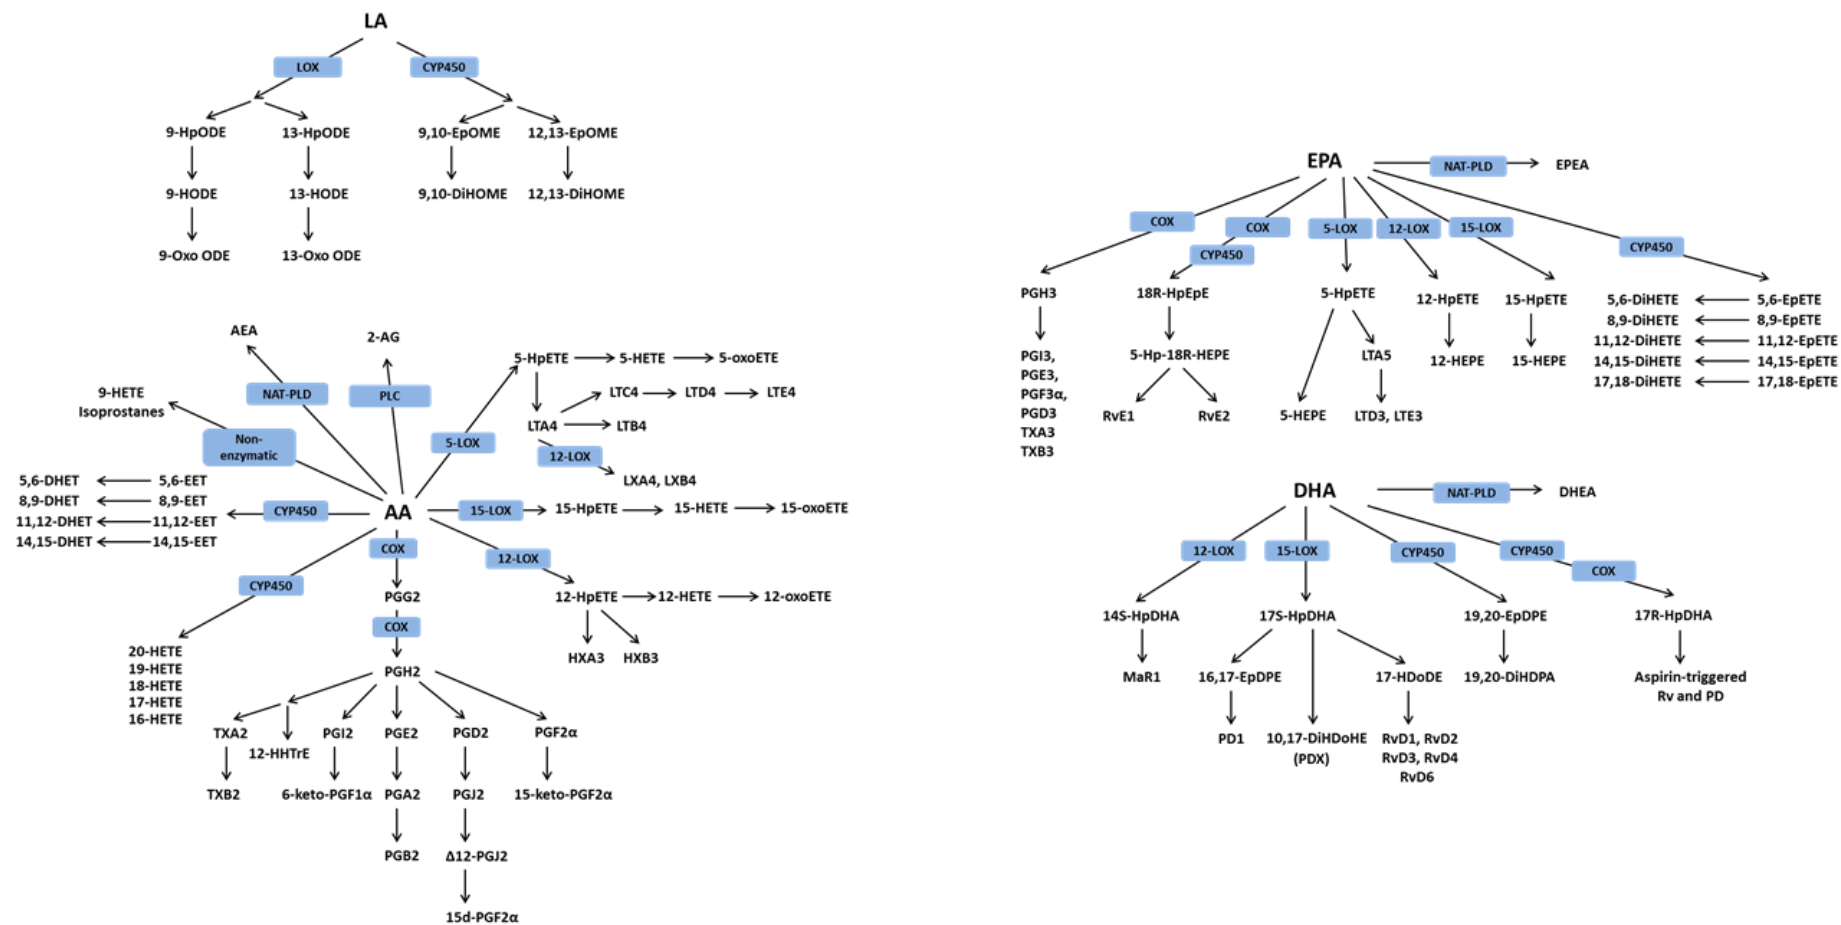 LA
LOX
CYP450
9-HpODE
13-HpODE
9,10-EpOME
12,13-EpOME
9-HODE
13-HODE
9,10-DiHOME
12,13-DiHOME
9-Oxo ODE
13-Oxo ODE
AEA
2-AG
NAT-PLD
PLC
9-HETE
Isoprostanes
Non-
enzymatic
5-HpETE
5-HETE
5-oxoETE
LTC4
LTD4
LTE4
LTA4
LTB4
5-LOX
12-LOX
LXA4, LXB4
5,6-DHET
5,6-EET
8,9-DHET
8,9-EET
11,12-DHET
11,12-EET
14,15-DHET
14,15-EET
CYP450
AA
15-LOX
15-HpETE
15-HETE
15-oxoETE
COX
12-LOX
CYP450
PGG2
12-HpETE
12-HETE
12-oxoETE
COX
HXA3
HXB3
20-HETE
19-HETE
18-HETE
17-HETE
16-HETE
PGH2
TXA2
12-HHTrE
PGI2
PGE2
PGD2
PGF2α
TXB2
6-keto-PGF1α
PGA2
PGJ2
15-keto-PGF2α
PGB2
Δ12-PGJ2
15d-PGF2α
EPA
NAT-PLD
EPEA
COX
COX
CYP450
5-LOX
12-LOX
15-LOX
CYP450
PGH3
18R-HpEpE
5-HpETE
12-HpETE
15-HpETE
5,6-DiHETE
5,6-EpETE
8,9-DiHETE
8,9-EpETE
11,12-DiHETE
11,12-EpETE
14,15-DiHETE
14,15-EpETE
17,18-DiHETE
17,18-EpETE
PGI3,
PGE3,
PGF3α,
PGD3
TXA3
TXB3
5-Hp-18R-HEPE
LTA5
12-HEPE
15-HEPE
RvE1
RvE2
5-HEPE
LTD3, LTE3
DHA
NAT-PLD
DHEA
12-LOX
15-LOX
CYP450
CYP450
COX
14S-HpDHA
17S-HpDHA
19,20-EpDPE
17R-HpDHA
MaR1
16,17-EpDPE
17-HDoDE
19,20-DiHDPA
Aspirin-triggered
Rv and PD
PD1
10,17-DiHDoHE
(PDX)
RvD1, RvD2
RvD3, RvD4
RvD6